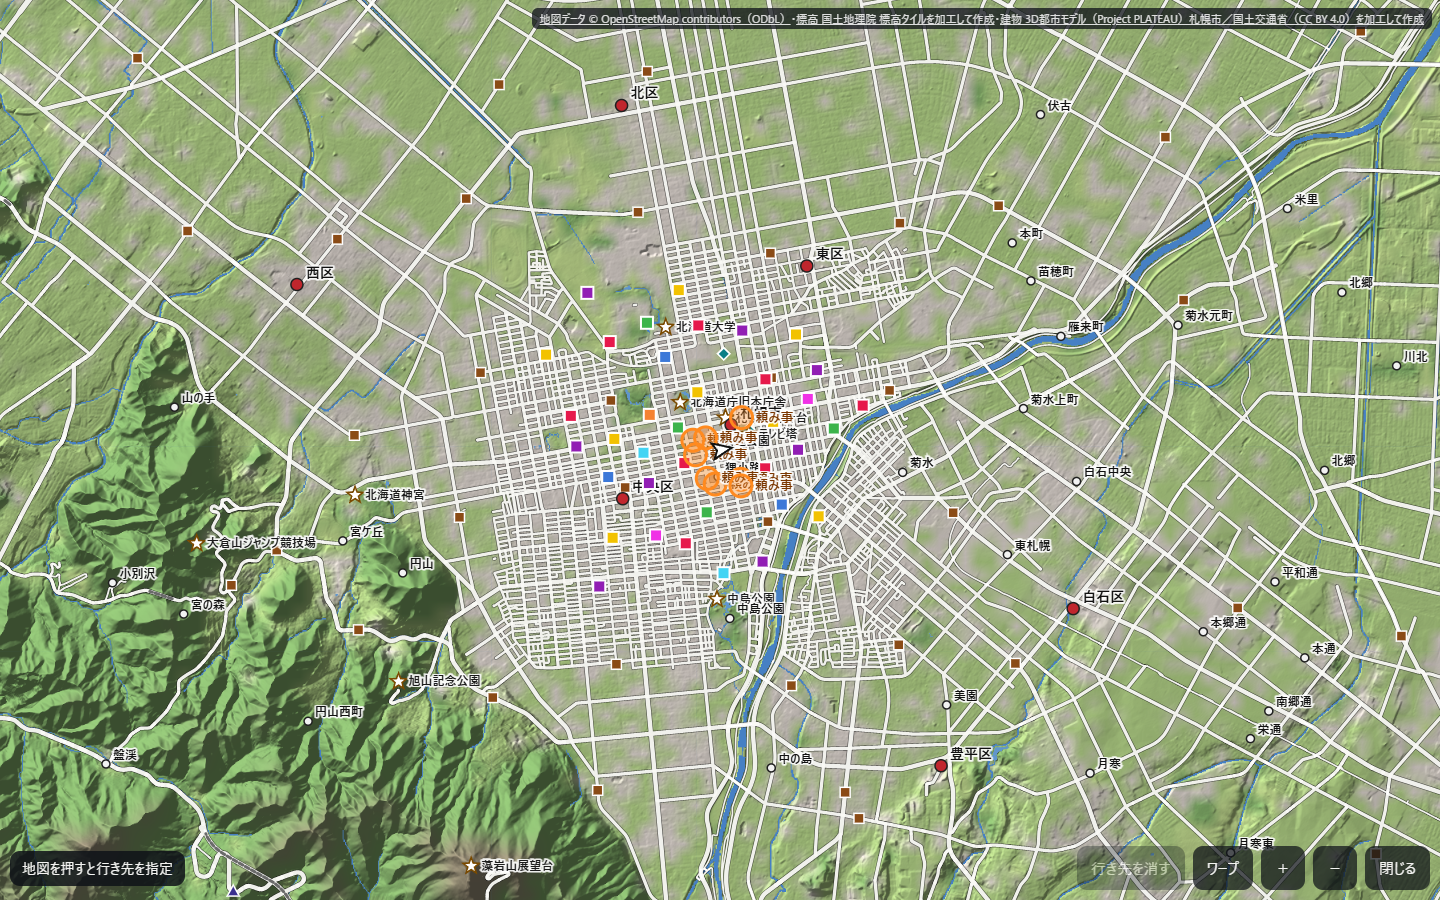 地図データ © OpenStreetMap contributors（ODbL）・標高 国土地理院 標高タイルを加工して作成・建物 3D都市モデル（Project PLATEAU）札幌市／国土交通省（CC BY 4.0）を加工して作成
北区
伏古
米里
本町
東区
苗穂町
西区
北郷
菊水元町
雁来町
北海道大学
川北
山の手
北海道庁旧本庁舎
菊水上町
頼み事
頼み事
頼み事
菊水
北郷
白石中央
頼み事
頼み事
中央区
北海道神宮
宮ケ丘
大倉山ジャンプ競技場
東札幌
円山
小別沢
平和通
宮の森
中島公園
中島公園
白石区
本郷通
本通
旭山記念公園
美園
南郷通
円山西町
栄通
盤渓
中の島
豊平区
月寒
月寒東
藻岩山展望台
地図を押すと行き先を指定
行き先を消す
ワープ
＋
－
閉じる